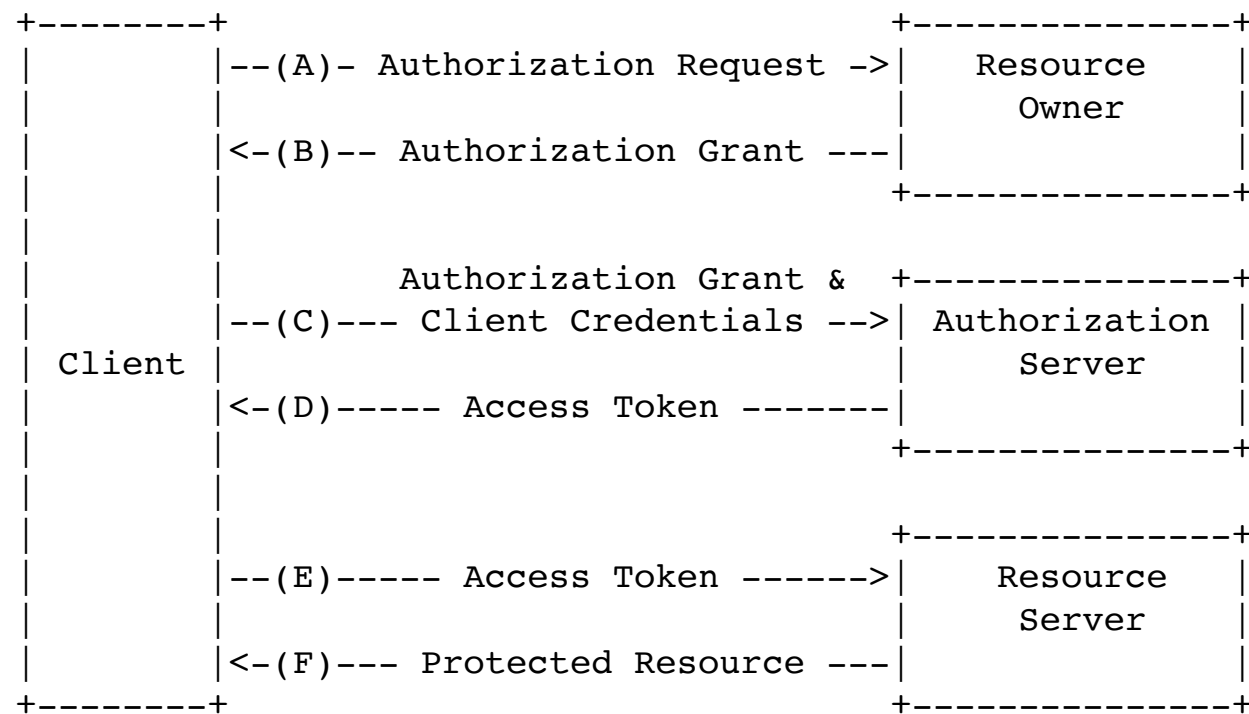 +--------+                               +---------------+
|        |--(A)- Authorization Request ->|   Resource    |
|        |                               |     Owner     |
|        |<-(B)-- Authorization Grant ---|               |
|        |                               +---------------+
|        |
|        |        Authorization Grant &  +---------------+
|        |--(C)--- Client Credentials -->| Authorization |
| Client |                               |     Server    |
|        |<-(D)----- Access Token -------|               |
|        |                               +---------------+
|        |
|        |                               +---------------+
|        |--(E)----- Access Token ------>|    Resource   |
|        |                               |     Server    |
|        |<-(F)--- Protected Resource ---|               |
+--------+                               +---------------+